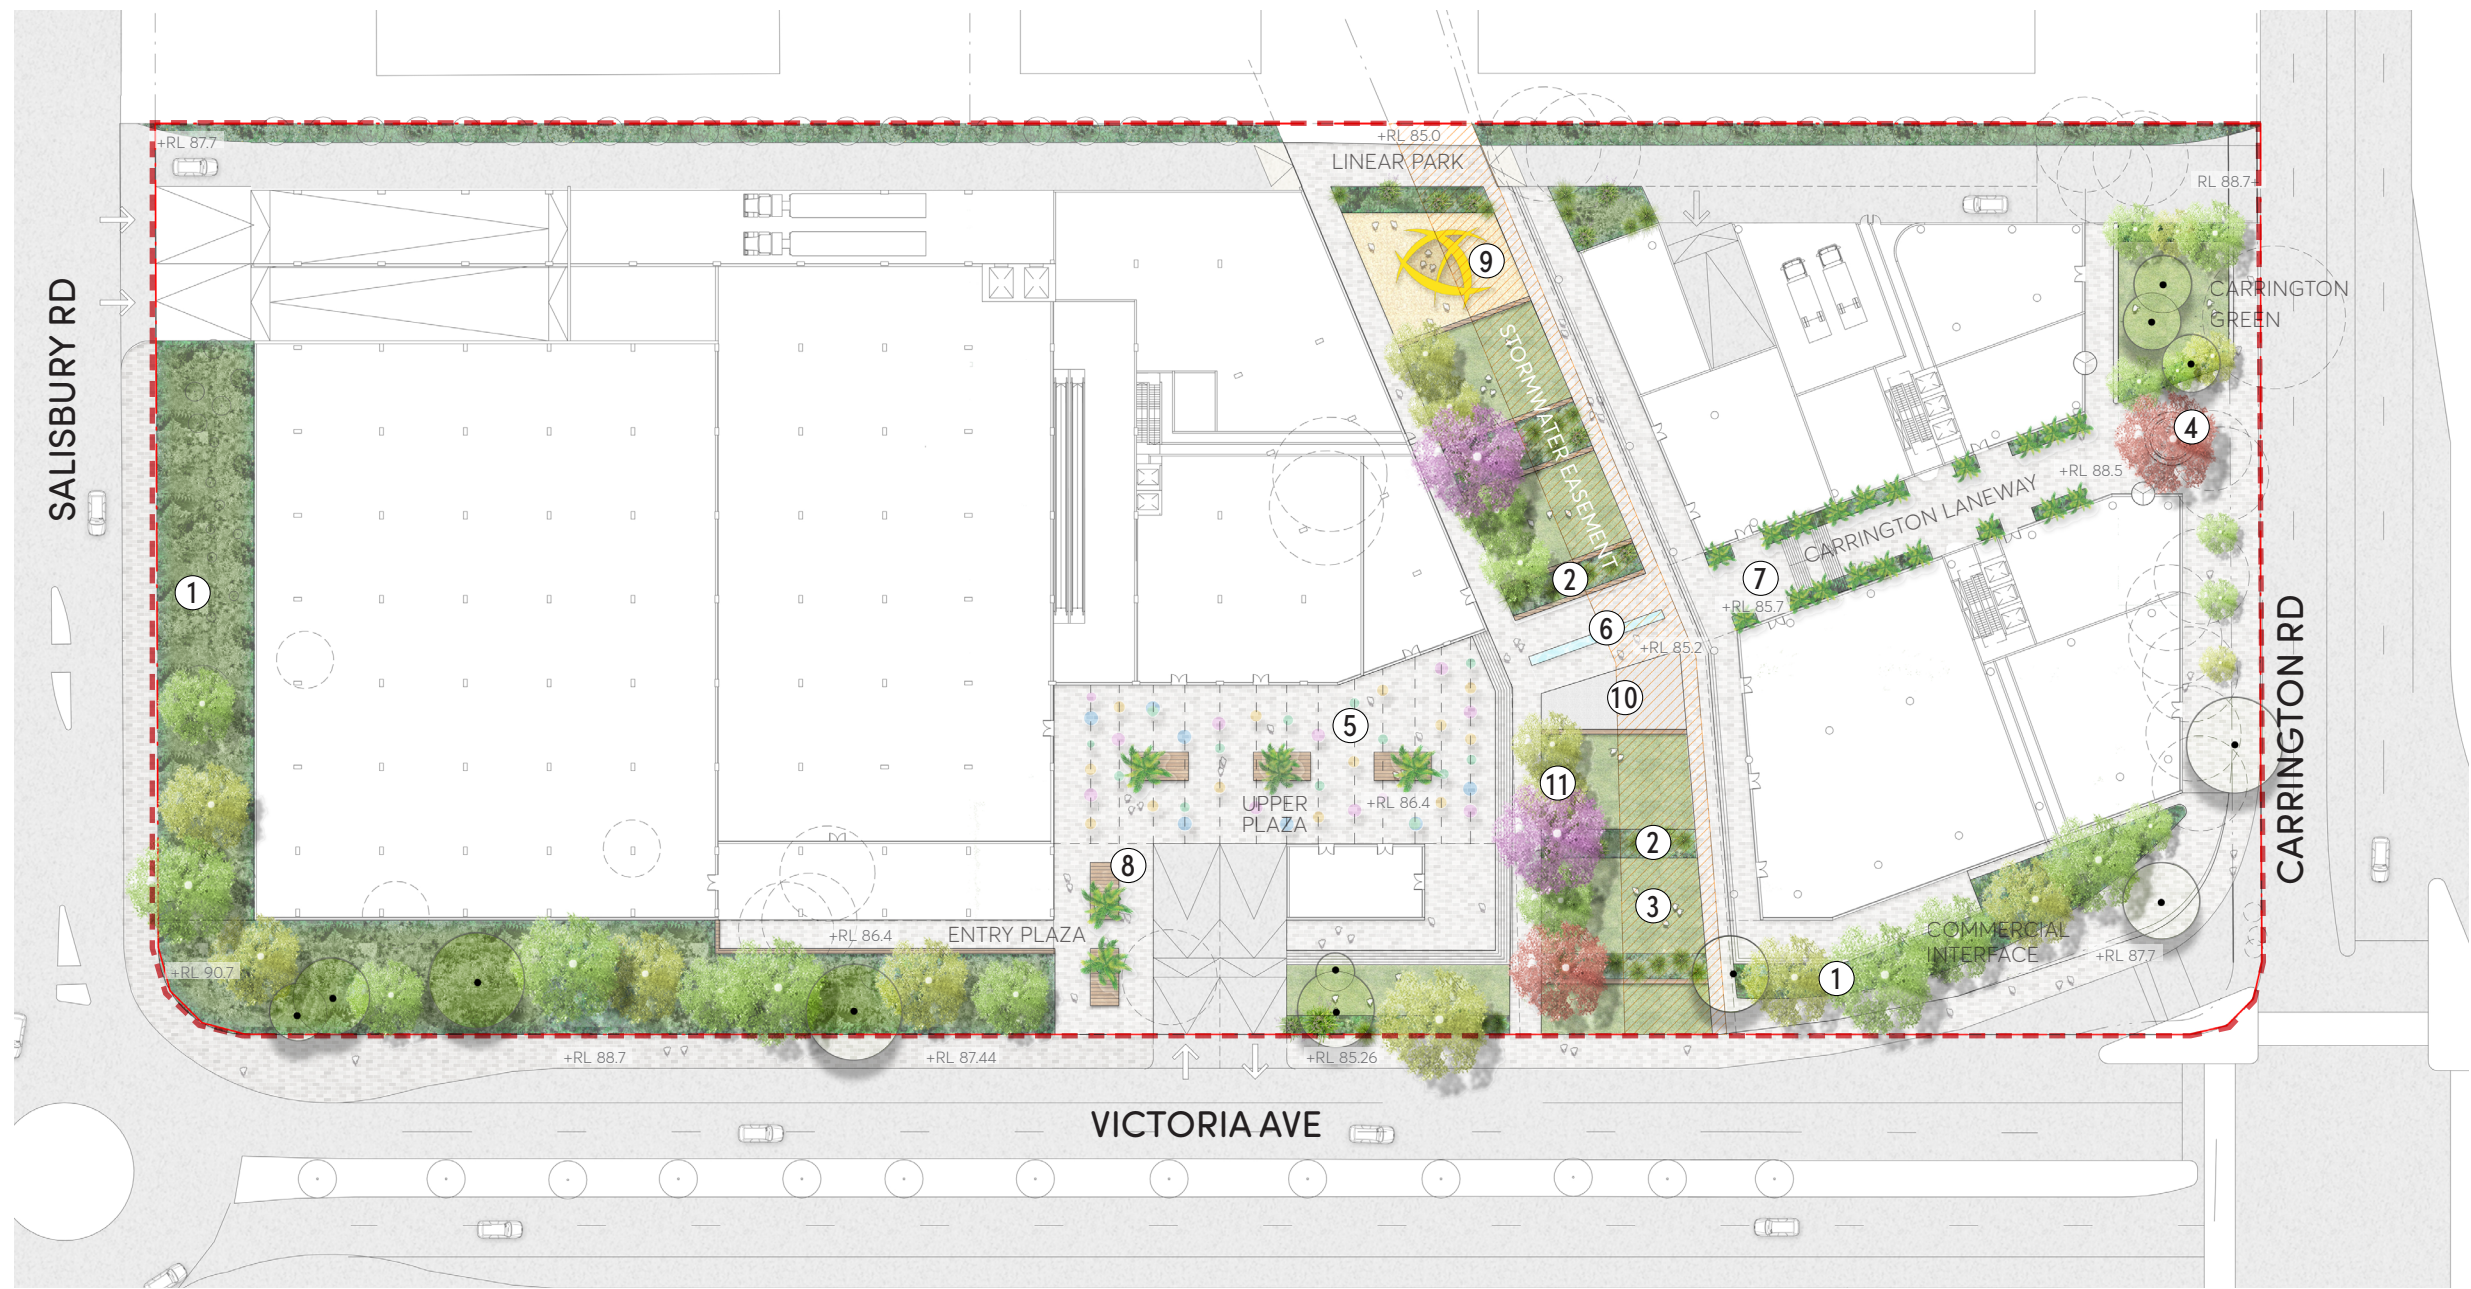 +RL 85.0
+RL 87.7
LINEAR PARK
RL 88.7+
9
CARRINGTON
GREEN
SALISBURY RD
STORMWATER EASEMENT
4
+RL 88.5
CARRINGTON LANEWAY
1
2
7
+RL 85.7
6
+RL 85.2
CARRINGTON RD
10
5
11
UPPER
PLAZA
+RL 86.4
2
8
3
+RL 86.4
ENTRY PLAZA
COMMERCIAL
INTERFACE
+RL 87.7
+RL 90.7
1
+RL 88.7
+RL 87.44
+RL 85.26
VICTORIA AVE